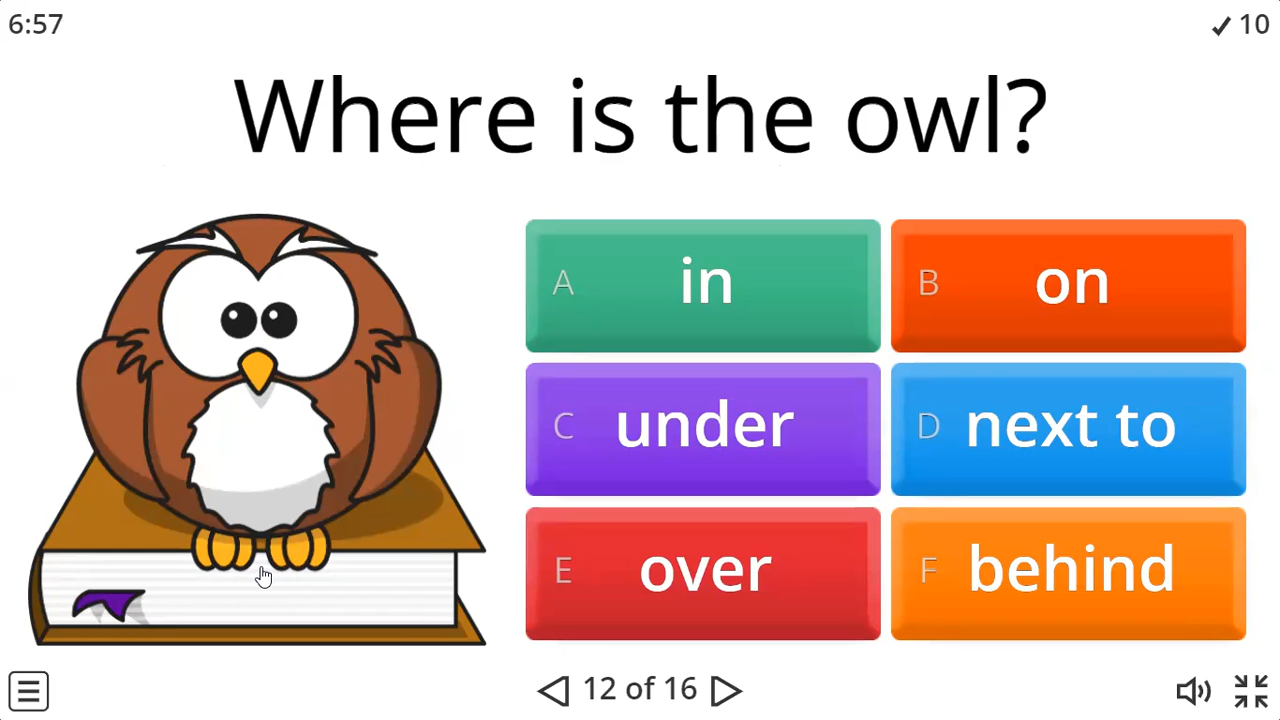 6:57
✓ 10
Where is the owl?
A in
B on
C under
D next to
E over
F behind
12 of 16